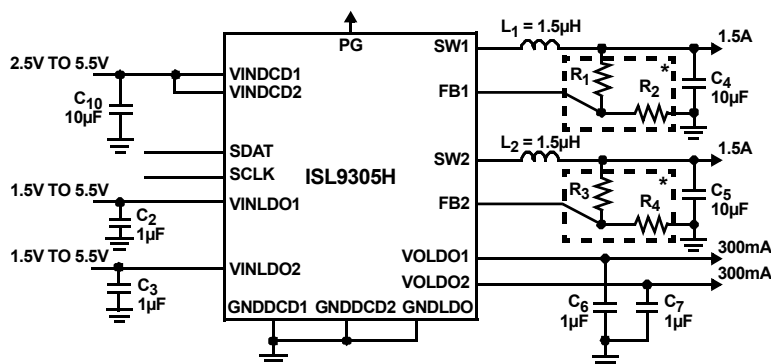 PG
L1 = 1.5µH
SW1
1.5A
R1
*
R2
C4
10µF
FB1
2.5V TO 5.5V
VINDCD1
VINDCD2
C10
10µF
SDAT
SCLK
ISL9305H
L2 = 1.5µH
SW2
1.5A
R3
*
R4
C5
10µF
FB2
1.5V TO 5.5V
VINLDO1
C2
1µF
1.5V TO 5.5V
VINLDO2
C3
1µF
VOLDO1
300mA
VOLDO2
300mA
GNDDCD1 GNDDCD2 GNDLDO
C6
1µF
C7
1µF